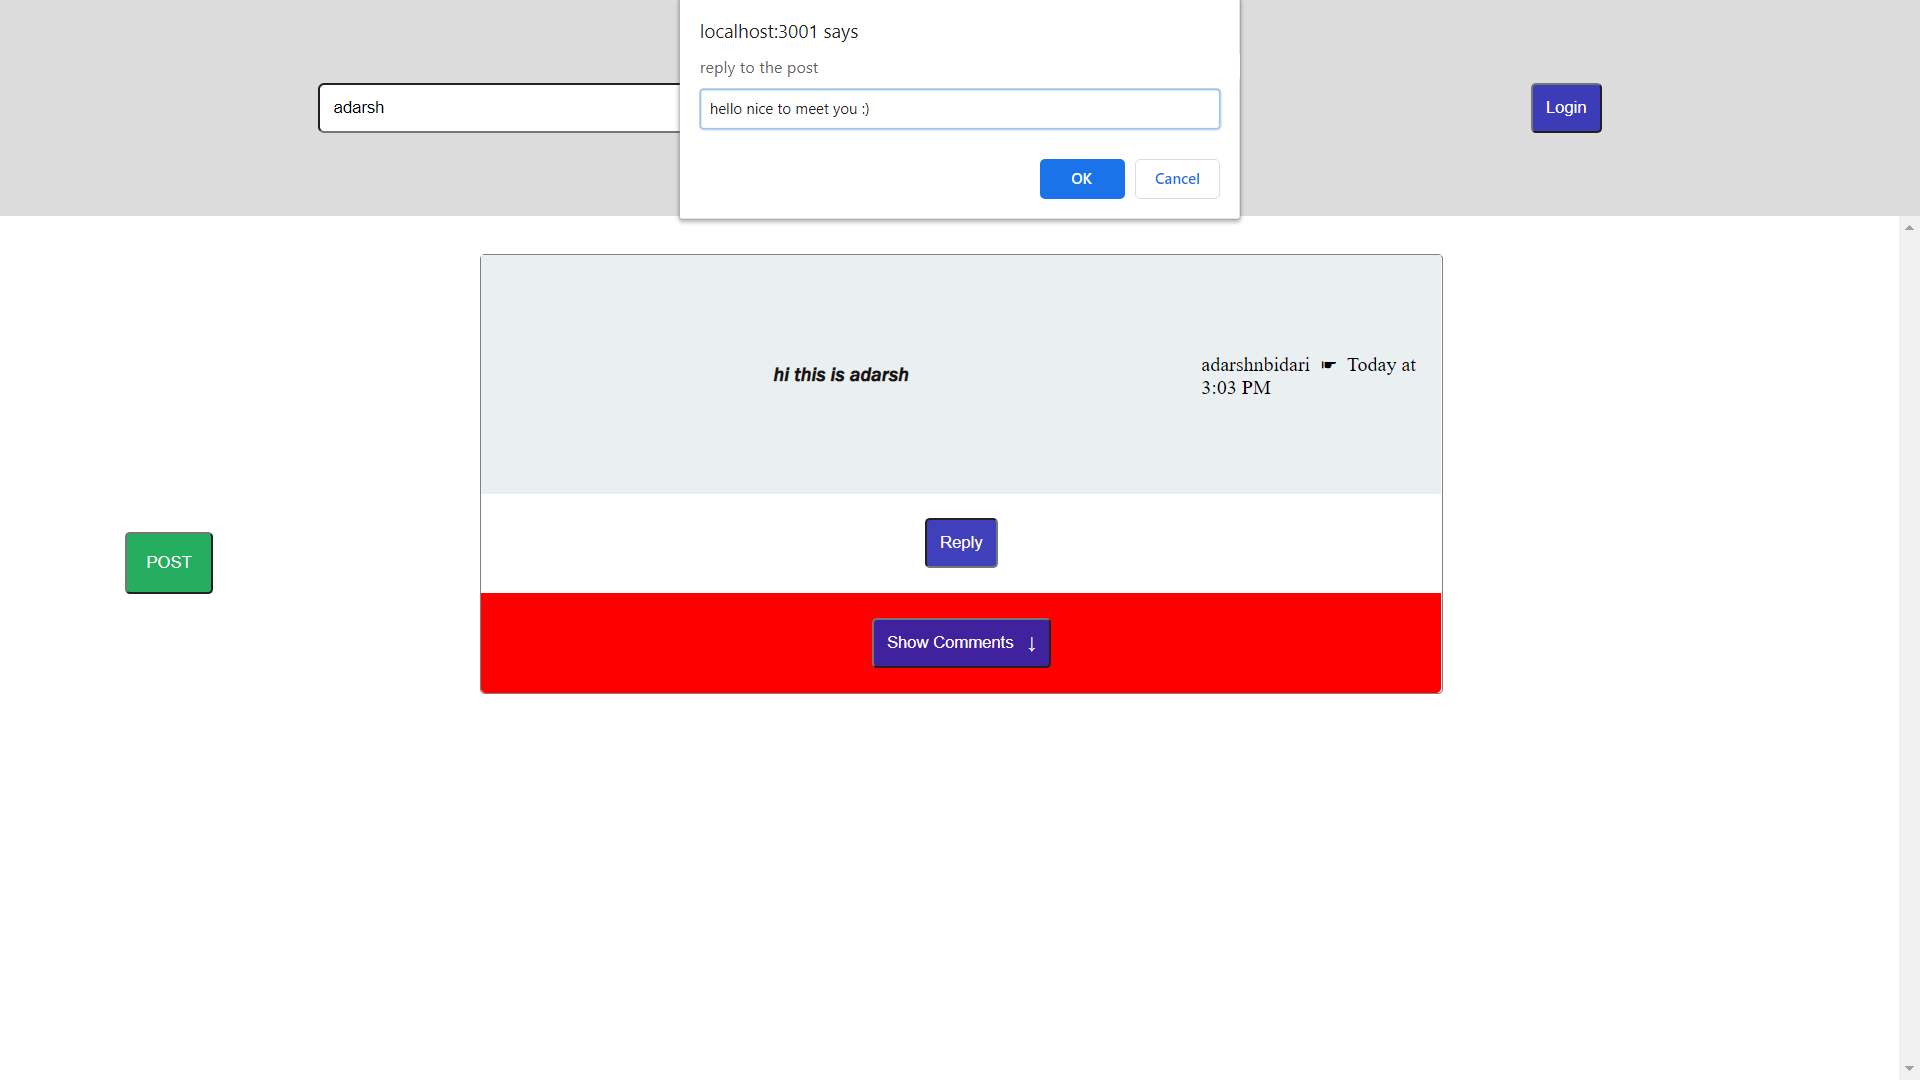 localhost:3001 says
reply to the post
hello nice to meet you :)
OK
Cancel
adarsh
Login
hi this is adarsh
adarshnbidari ☛ Today at
3:03 PM
Reply
POST
Show Comments ↓